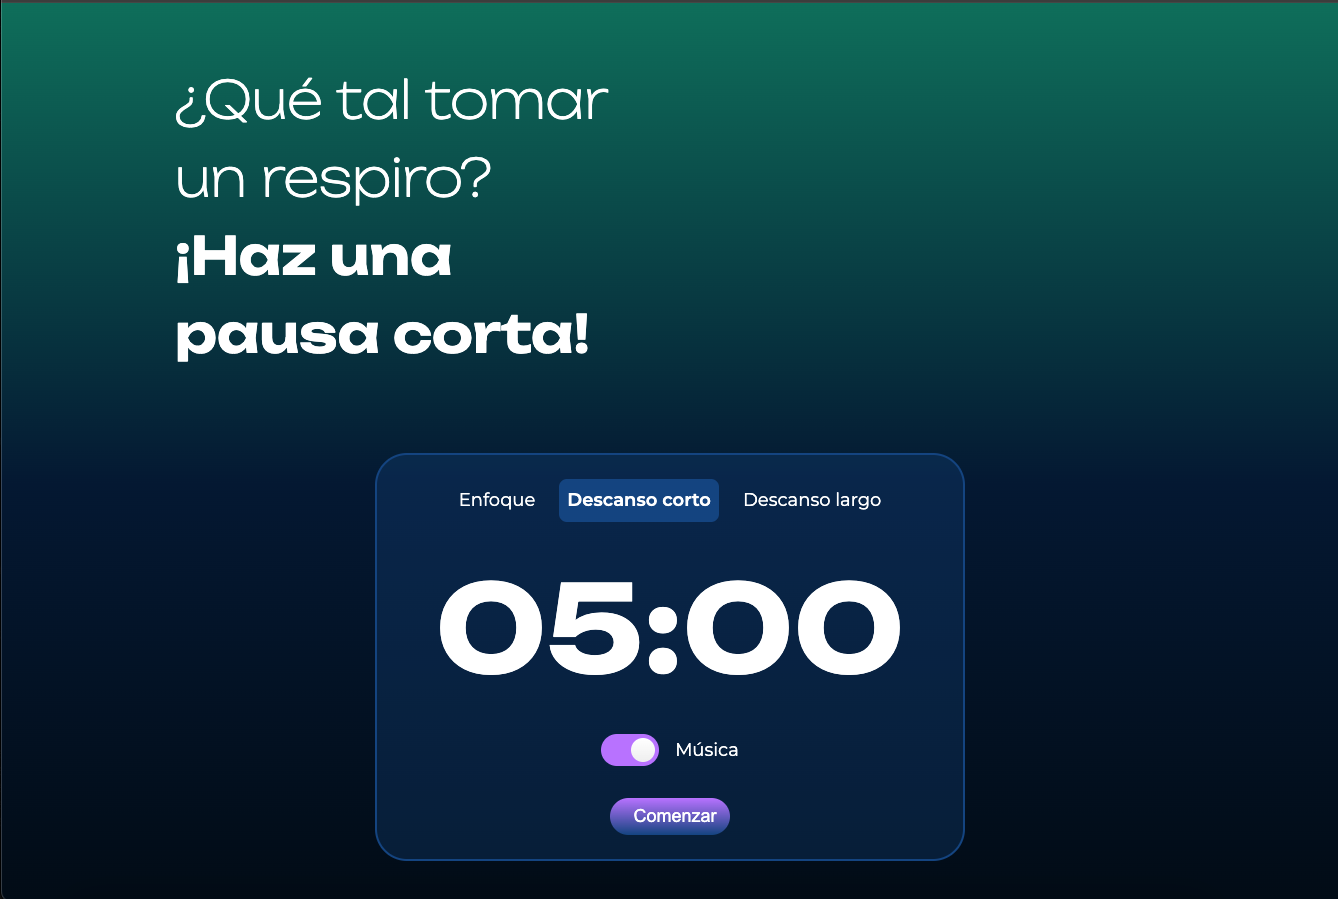 ¿Qué tal tomar
un respiro?
¡Haz una
pausa corta!
Enfoque Descanso corto Descanso largo
05:00
Música
Comenzar